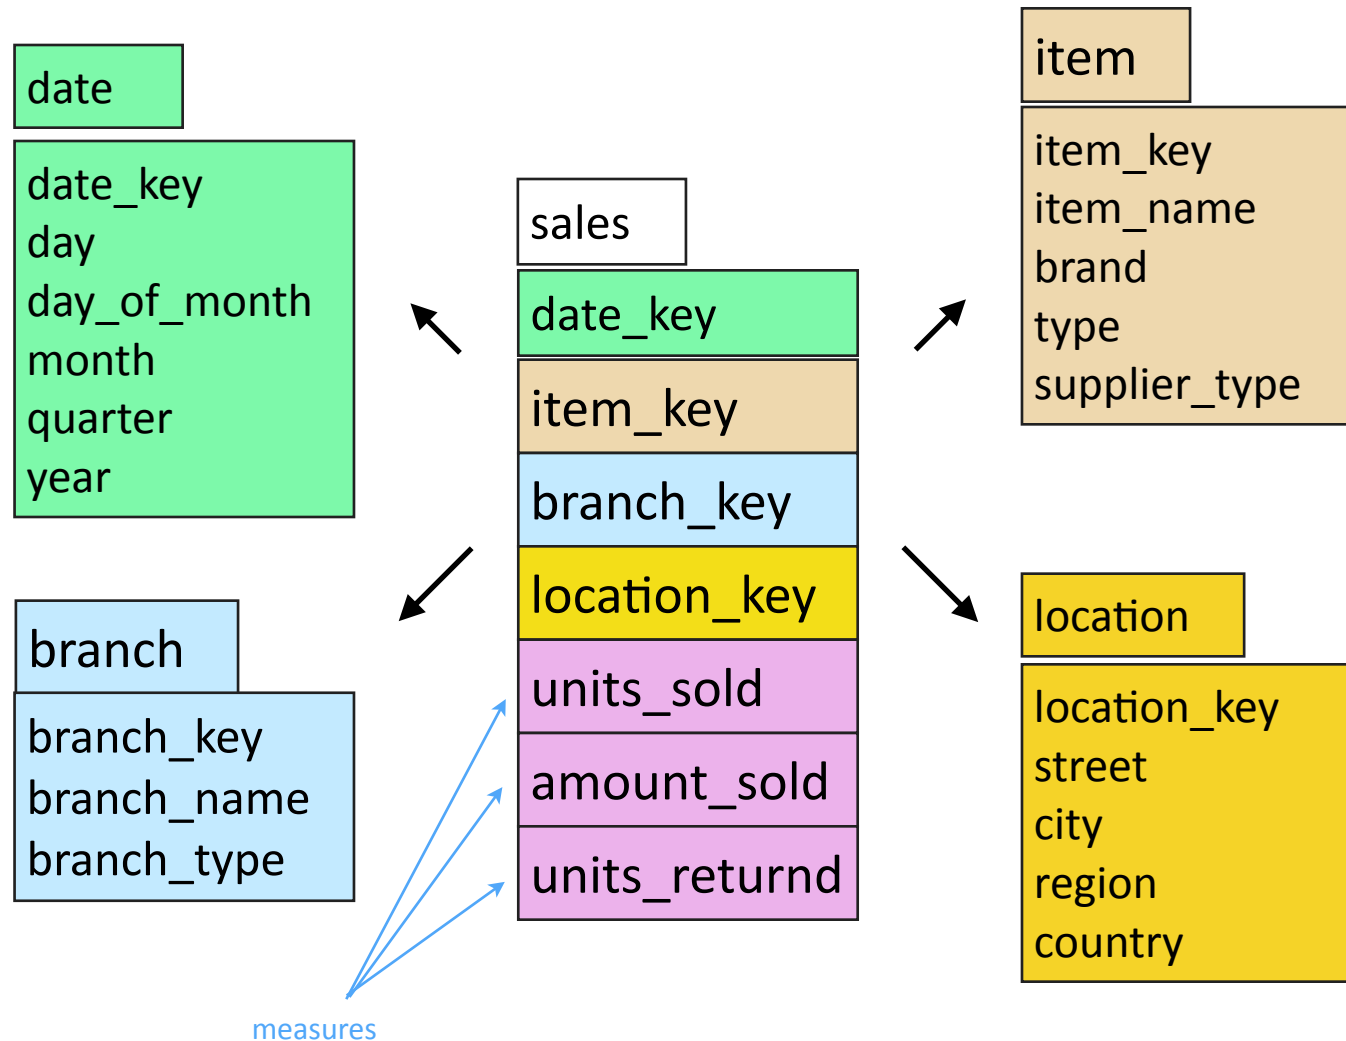 date
date_key
day
day_of_month
month
quarter
year
branch
branch_key
branch_name
branch_type
sales
date_key
item_key
branch_key
location_key
units_sold
amount_sold
units_returnd
measures
item
item_key
item_name
brand
type
supplier_type
location
location_key
street
city
region
country